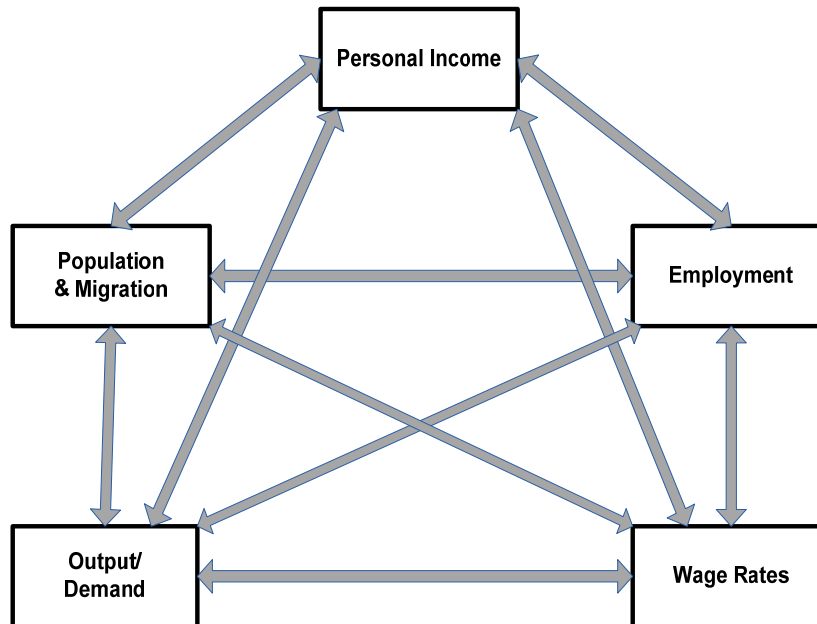 Personal Income
Population
& Migration
Employment
Output/
Demand
Wage Rates